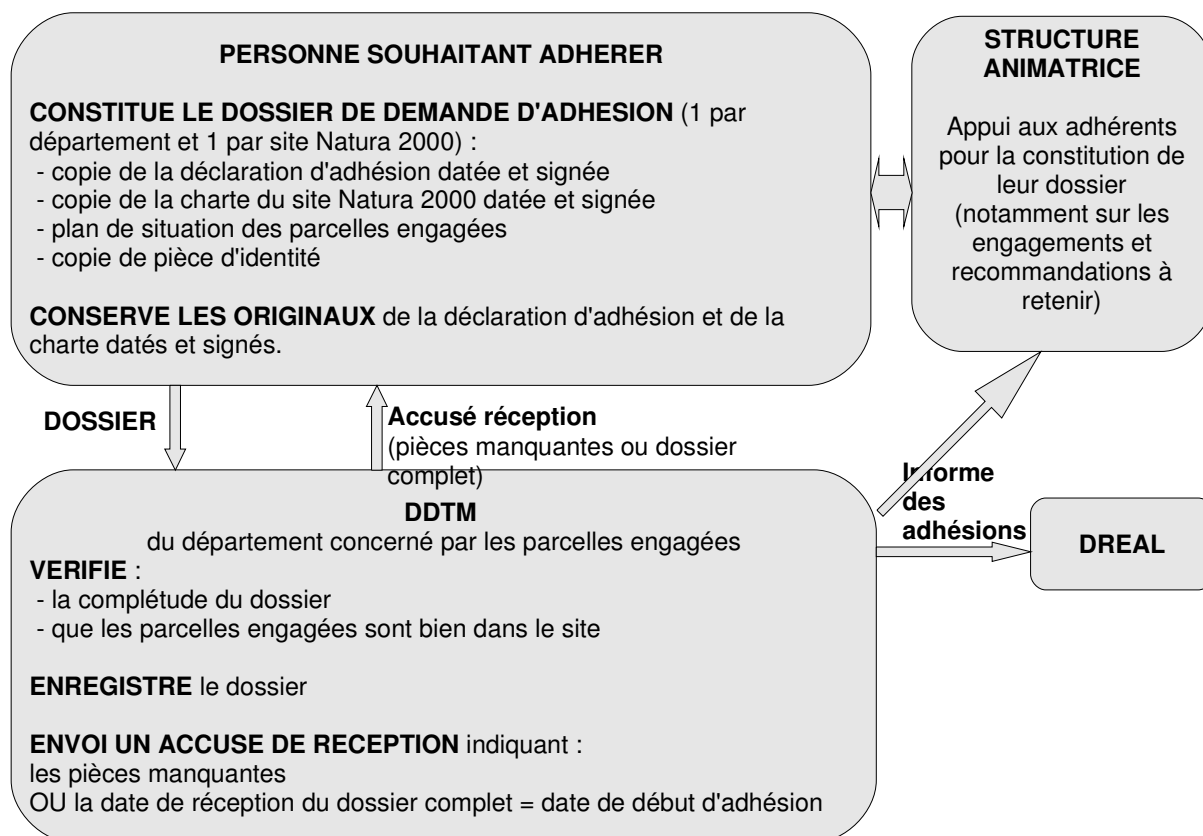 PERSONNE SOUHAITANT ADHERER
CONSTITUE LE DOSSIER DE DEMANDE D'ADHESION (1 par
département et 1 par site Natura 2000) :
- copie de la déclaration d'adhésion datée et signée
- copie de la charte du site Natura 2000 datée et signée
- plan de situation des parcelles engagées
- copie de pièce d'identité
CONSERVE LES ORIGINAUX de la déclaration d'adhésion et de la
charte datés et signés.
STRUCTURE
ANIMATRICE
Appui aux adhérents
pour la constitution de
leur dossier
(notamment sur les
engagements et
recommandations à
retenir)
DOSSIER
Accusé réception
(pièces manquantes ou dossier
complet)
Informe
des
adhésions
DREAL
DDTM
du département concerné par les parcelles engagées
VERIFIE :
- la complétude du dossier
- que les parcelles engagées sont bien dans le site
ENREGISTRE le dossier
ENVOI UN ACCUSE DE RECEPTION indiquant :
les pièces manquantes
OU la date de réception du dossier complet = date de début d'adhésion